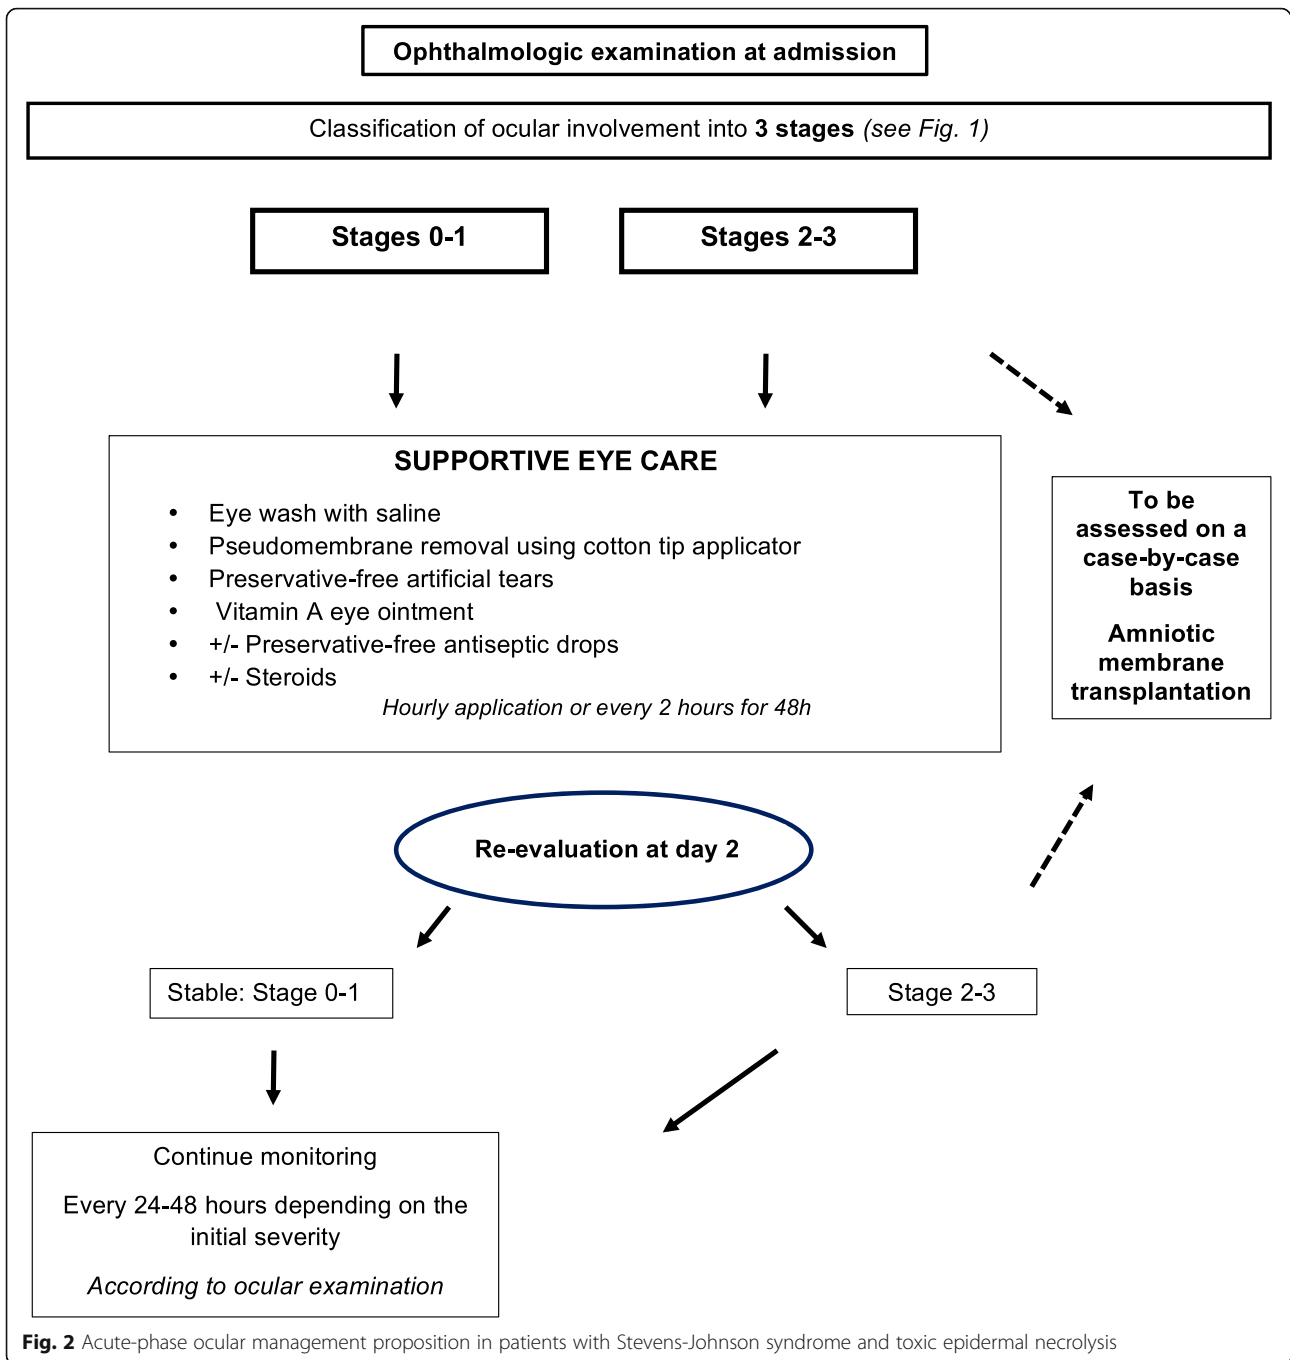 Ophthalmologic examination at admission
Classification of ocular involvement into 3 stages (see Fig. 1)
Stages 0-1
Stages 2-3
SUPPORTIVE EYE CARE
• Eye wash with saline
• Pseudomembrane removal using cotton tip applicator
• Preservative-free artificial tears
• Vitamin A eye ointment
• +/- Preservative-free antiseptic drops
• +/- Steroids
Hourly application or every 2 hours for 48h
To be
assessed on a
case-by-case
basis
Amniotic
membrane
transplantation
Re-evaluation at day 2
Stable: Stage 0-1
Stage 2-3
Continue monitoring
Every 24-48 hours depending on the
initial severity
According to ocular examination
Fig. 2 Acute-phase ocular management proposition in patients with Stevens-Johnson syndrome and toxic epidermal necrolysis